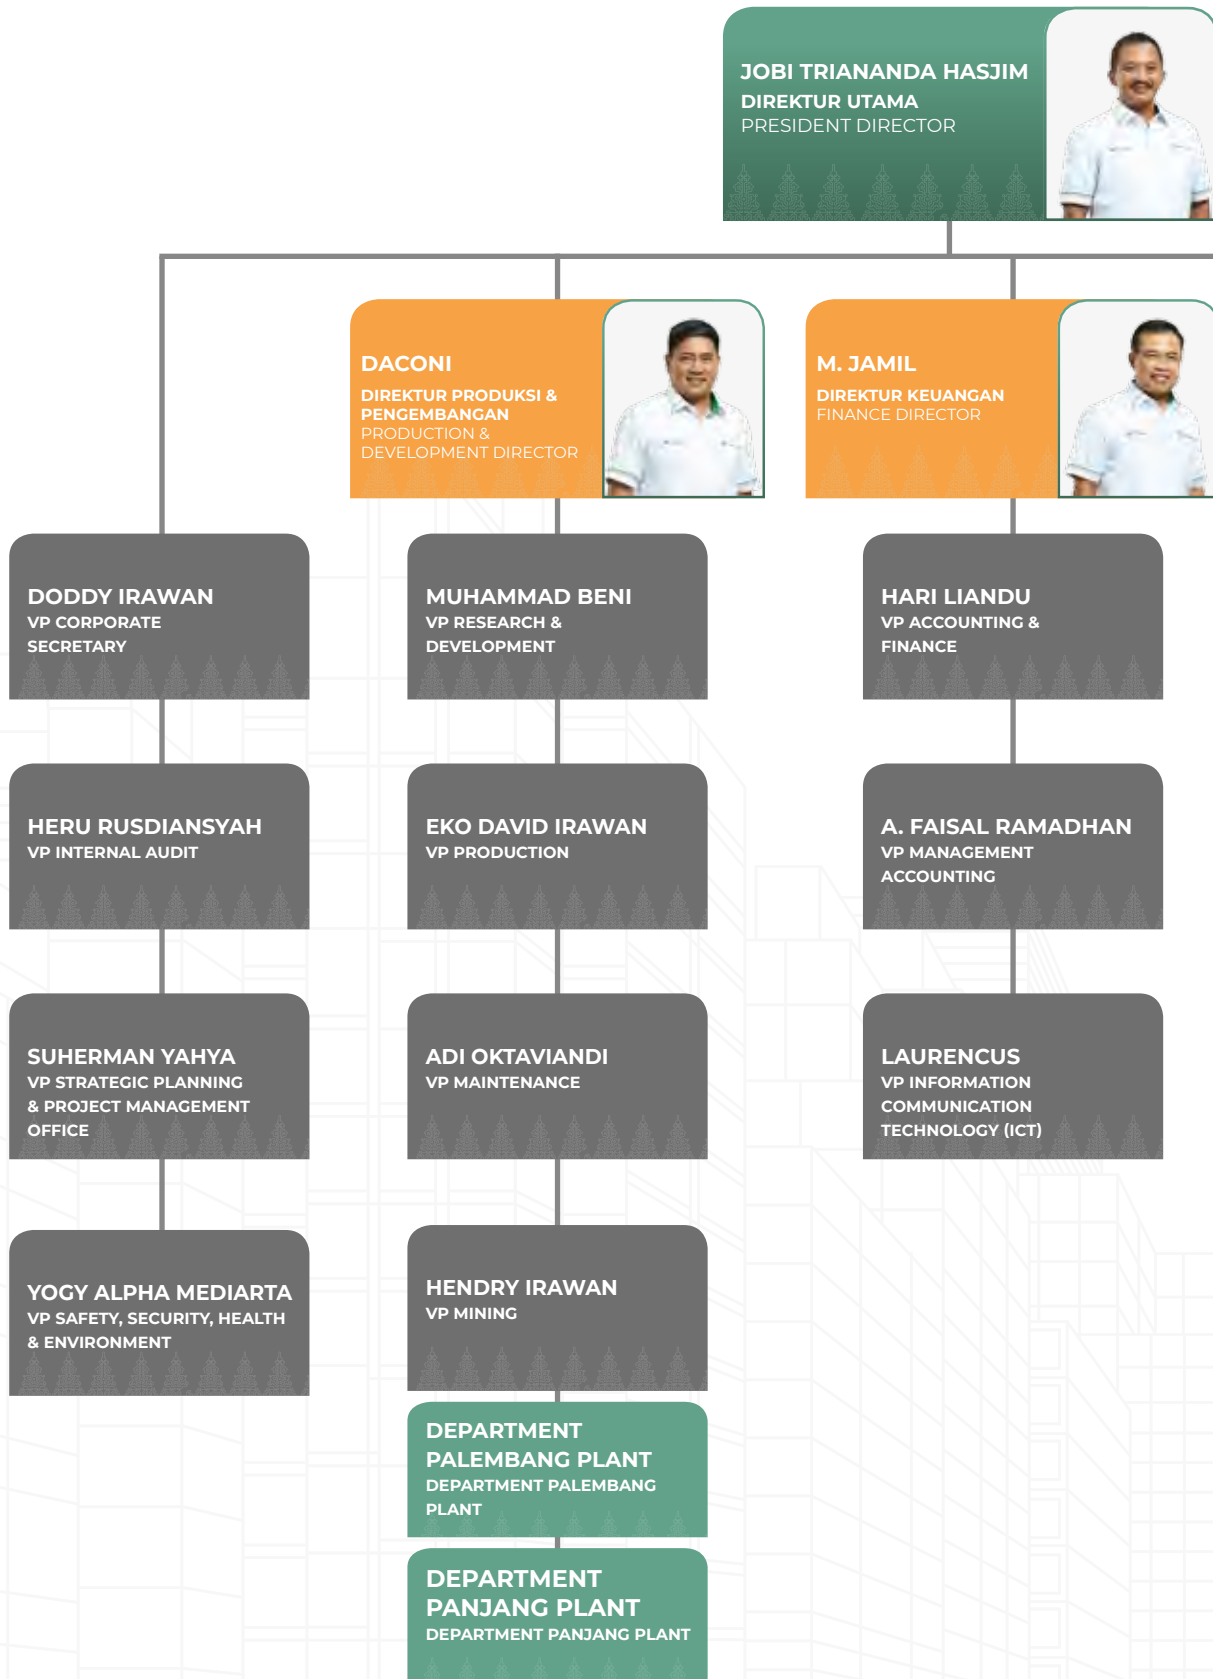 JOBI TRIANANDA HASJIM
DIREKTUR UTAMA
PRESIDENT DIRECTOR
DACONI
DIREKTUR PRODUKSI &
PENGEMBANGAN
PRODUCTION &
DEVELOPMENT DIRECTOR
M. JAMIL
DIREKTUR KEUANGAN
FINANCE DIRECTOR
DODDY IRAWAN
VP CORPORATE
SECRETARY
MUHAMMAD BENI
VP RESEARCH &
DEVELOPMENT
HARI LIANDU
VP ACCOUNTING &
FINANCE
HERU RUSDIANSYAH
VP INTERNAL AUDIT
EKO DAVID IRAWAN
VP PRODUCTION
A. FAISAL RAMADHAN
VP MANAGEMENT
ACCOUNTING
SUHERMAN YAHYA
VP STRATEGIC PLANNING
& PROJECT MANAGEMENT
OFFICE
ADI OKTAVIANDI
VP MAINTENANCE
LAURENCUS
VP INFORMATION
COMMUNICATION
TECHNOLOGY (ICT)
YOGY ALPHA MEDIARTA
VP SAFETY, SECURITY, HEALTH
& ENVIRONMENT
HENDRY IRAWAN
VP MINING
DEPARTMENT
PALEMBANG PLANT
DEPARTMENT PALEMBANG
PLANT
DEPARTMENT
PANJANG PLANT
DEPARTMENT PANJANG PLANT